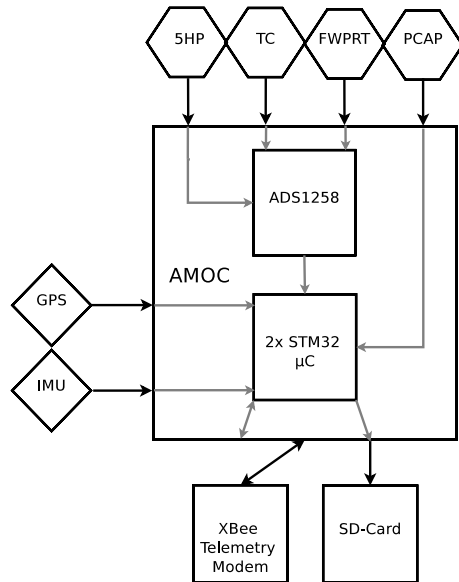 5HP
TC
FWPRT
PCAP
ADS1258
AMOC
GPS
2x STM32
µC
IMU
XBee
Telemetry
Modem
SD-Card